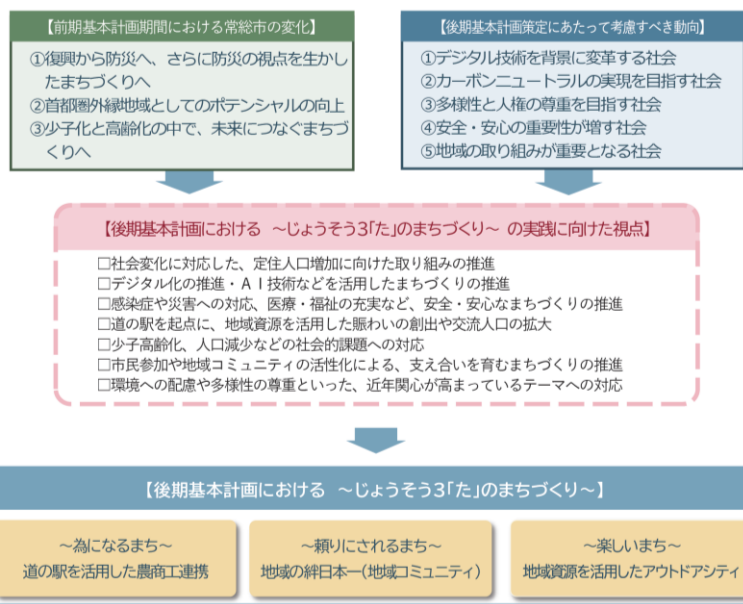 【前期基本計画期間における常総市の変化】
①復興から防災へ、さらに防災の視点を生かし
たまちづくりへ
②首都圏外縁地域としてのポテンシャルの向上
③少子化と高齢化の中で、未来につなぐまちづ
くりへ
【後期基本計画策定にあたって考慮すべき動向】
①デジタル技術を背景に変革する社会
②カーボンニュートラルの実現を目指す社会
③多様性と人権の尊重を目指す社会
④安全・安心の重要性が増す社会
⑤地域の取り組みが重要となる社会
【後期基本計画における ～じょうそう3「た」のまちづくり～ の実践に向けた視点】
□社会変化に対応した、定住人口増加に向けた取り組みの推進
□デジタル化の推進・ＡＩ技術などを活用したまちづくりの推進
□感染症や災害への対応、医療・福祉の充実など、安全・安心なまちづくりの推進
□道の駅を起点に、地域資源を活用した賑わいの創出や交流人口の拡大
□少子高齢化、人口減少などの社会的課題への対応
□市民参加や地域コミュニティの活性化による、支え合いを育むまちづくりの推進
□環境への配慮や多様性の尊重といった、近年関心が高まっているテーマへの対応
【後期基本計画における ～じょうそう3「た」のまちづくり～】
～為になるまち～
道の駅を活用した農商工連携
～頼りにされるまち～
地域の絆日本一（地域コミュニティ）
～楽しいまち～
地域資源を活用したアウトドアシティ